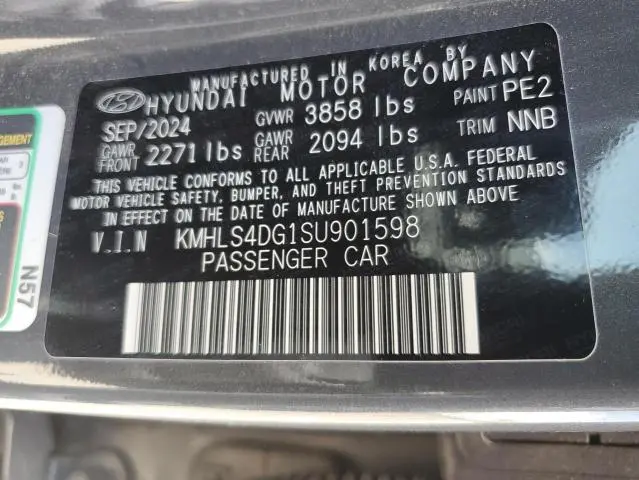 MANUFACTURED IN KOREA BY
HYUNDAI MOTOR COMPANY
SEP/2024 GVWR 3858 lbs PAINT PE2
GAWR FRONT 2271 lbs GAWR REAR 2094 lbs TRIM NNB
THIS VEHICLE CONFORMS TO ALL APPLICABLE U.S.A. FEDERAL
MOTOR VEHICLE SAFETY, BUMPER, AND THEFT PREVENTION STANDARDS
IN EFFECT ON THE DATE OF MANUFACTURE SHOWN ABOVE
V.I.N KMHLS4DG1SU901598
PASSENGER CAR
N57